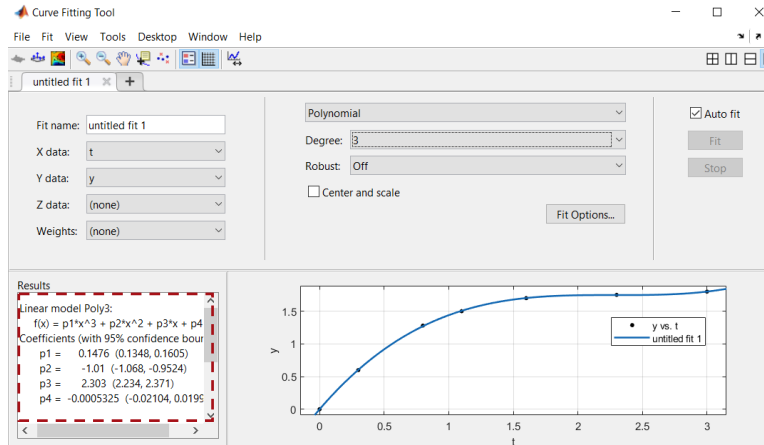 Curve Fitting Tool
File Fit View Tools Desktop Window Help
untitled fit 1
Fit name: untitled fit 1
X data: t
Y data: y
Z data: (none)
Weights: (none)
Polynomial
Degree: 3
Robust: Off
Center and scale
Fit Options...
Auto fit
Fit
Stop
Results
Linear model Poly3:
f(x) = p1*x^3 + p2*x^2 + p3*x + p4
Coefficients (with 95% confidence bour
p1 = 0.1476 (0.1348, 0.1605)
p2 = -1.01 (-1.068, -0.9524)
p3 = 2.303 (2.234, 2.371)
p4 = -0.0005325 (-0.02104, 0.0199
1.5
1
0.5
0
y
y vs. t
untitled fit 1
0 0.5 1 1.5 2 2.5 3
t